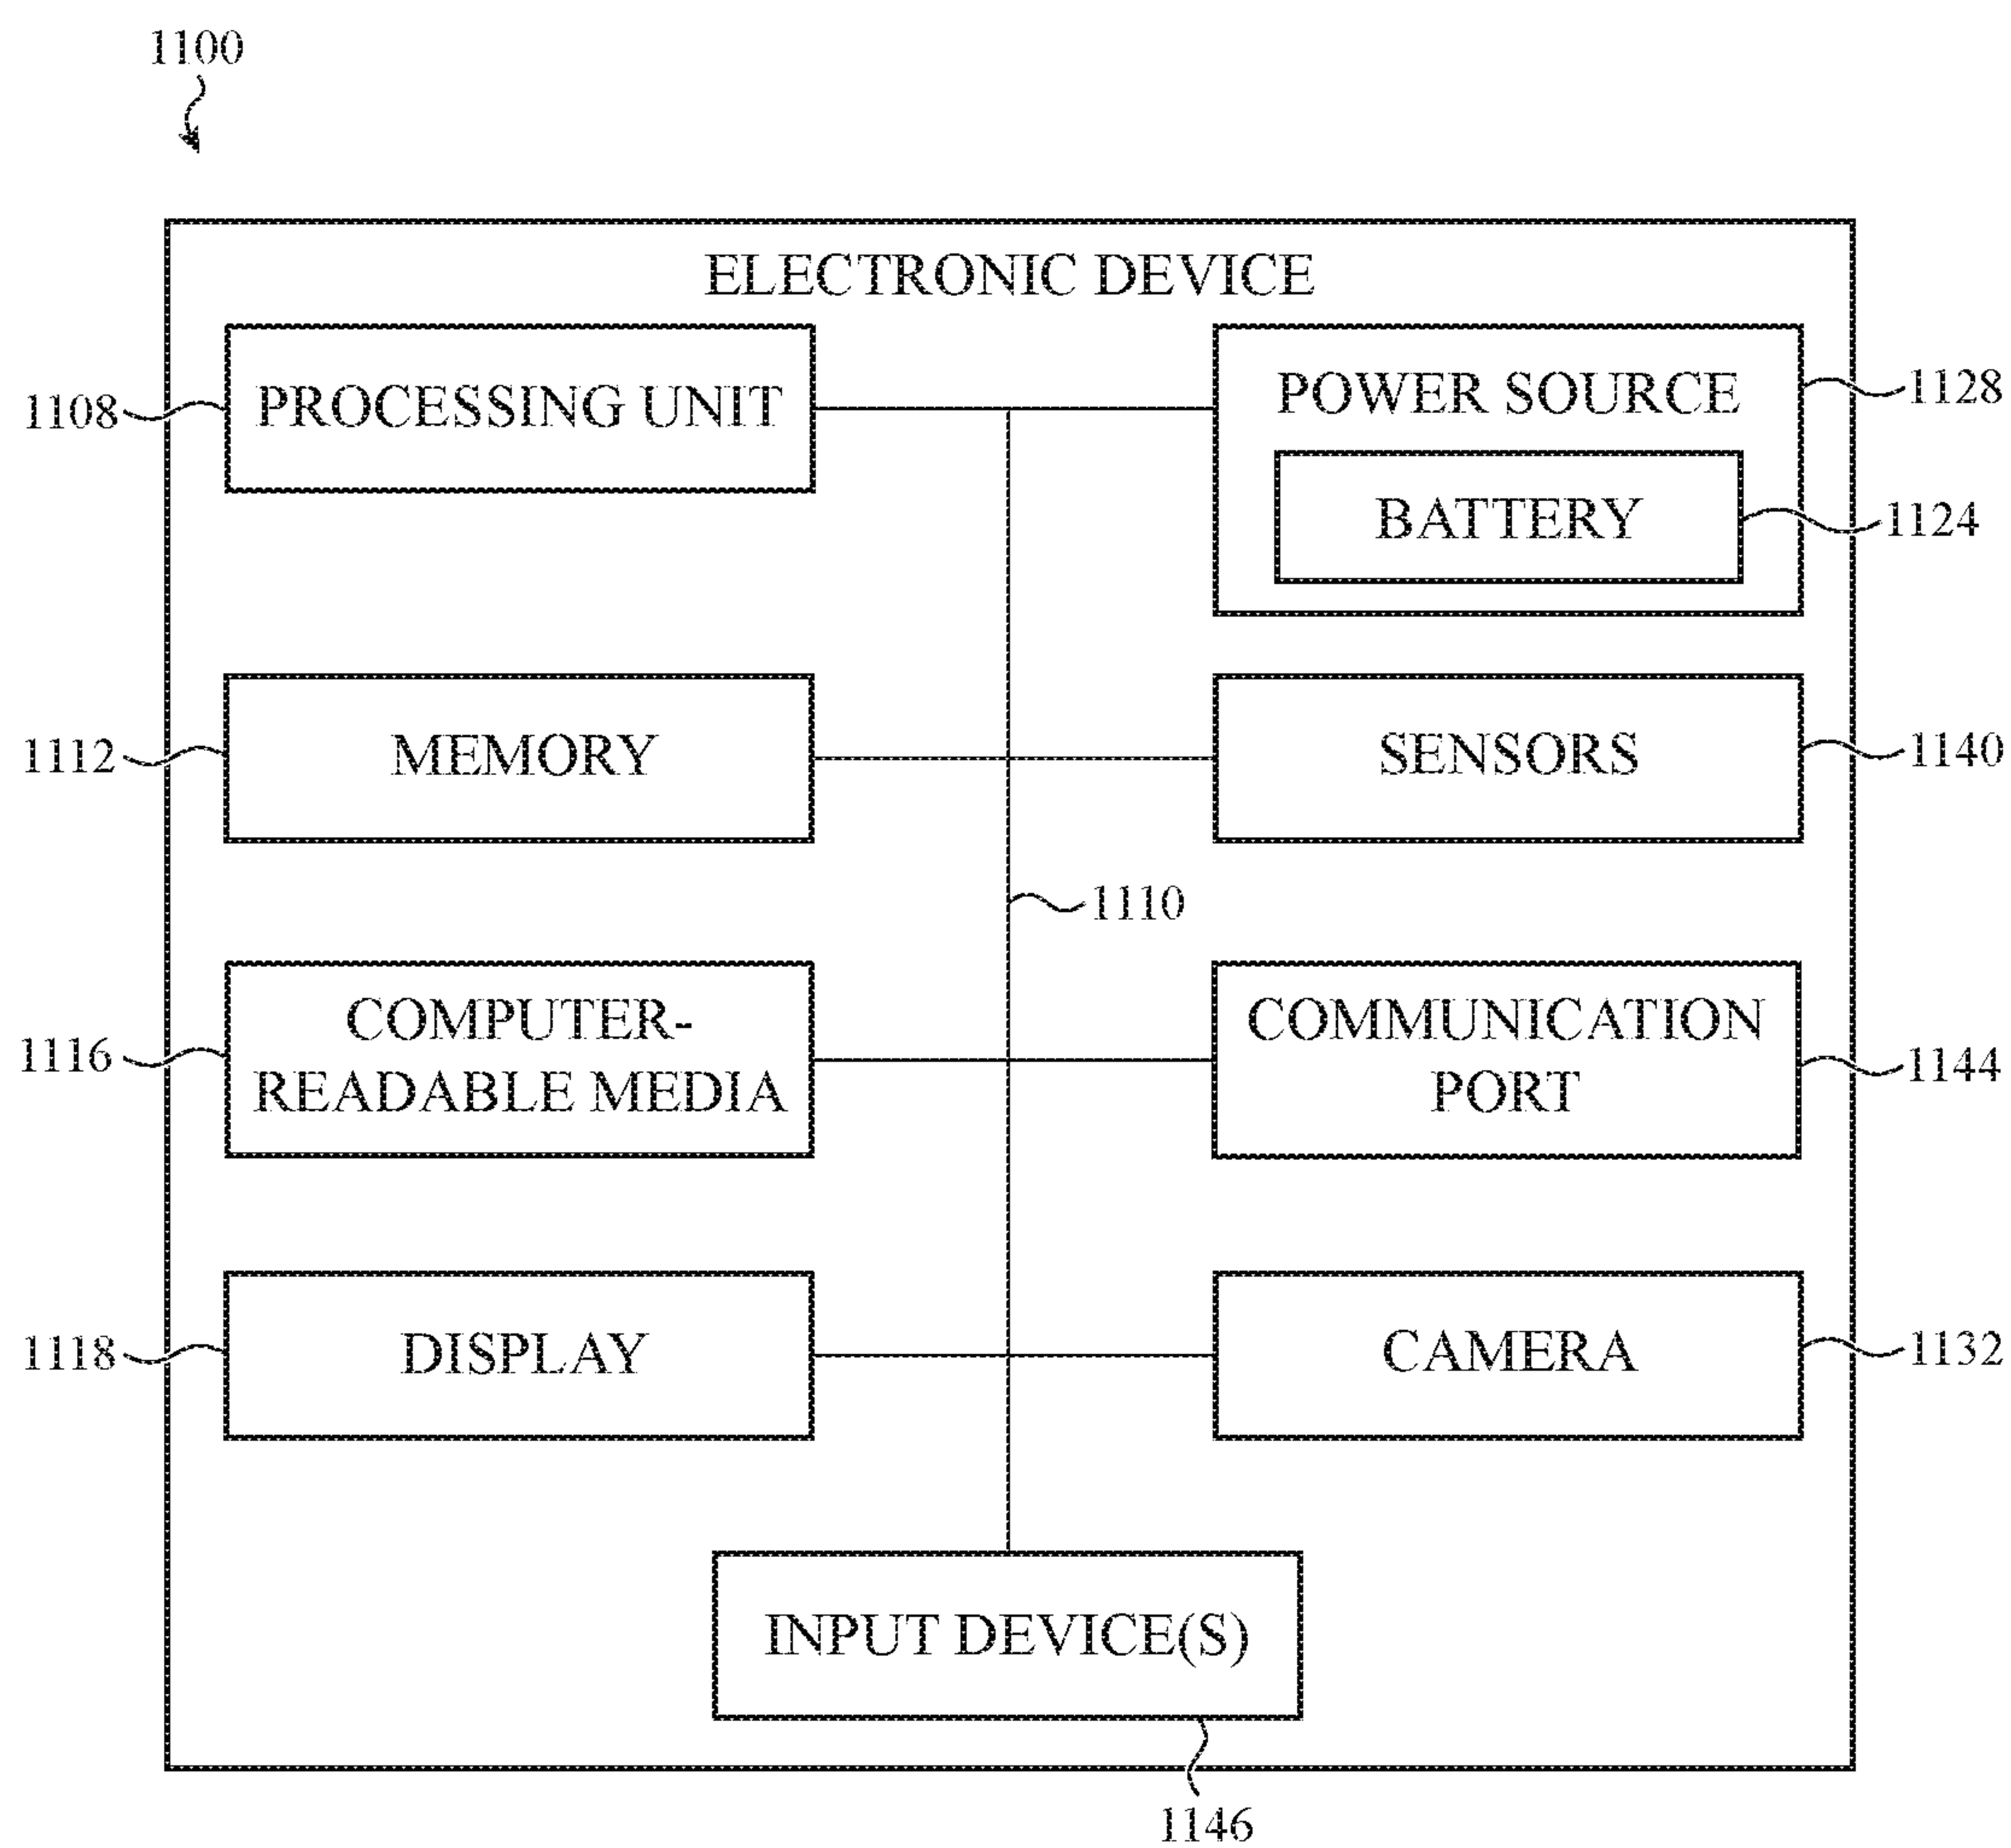 1100
ELECTRONIC DEVICE
1108
PROCESSING UNIT
POWER SOURCE
1128
BATTERY
1124
1112
MEMORY
SENSORS
1140
1110
1116
COMPUTER-
READABLE MEDIA
COMMUNICATION
PORT
1144
1118
DISPLAY
CAMERA
1132
INPUT DEVICE(S)
1146